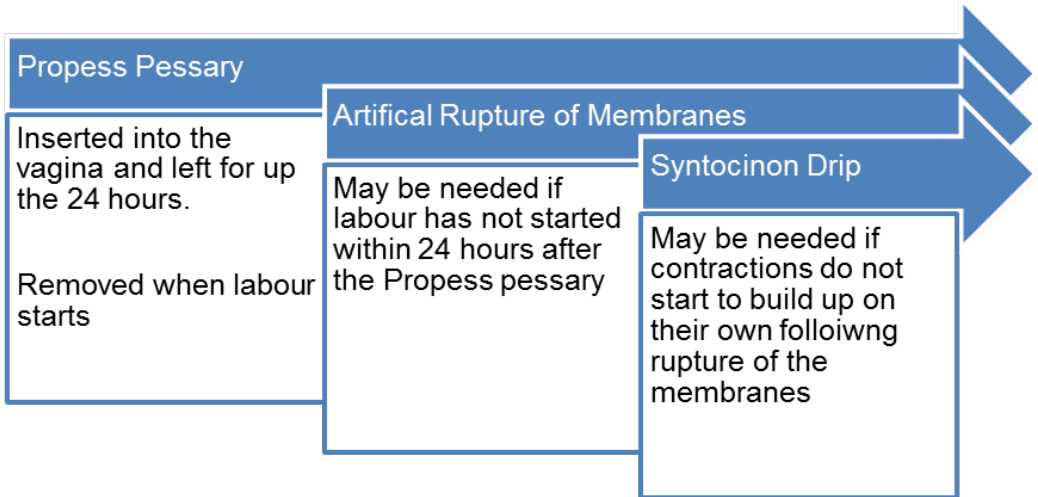 Propess Pessary
Inserted into the
vagina and left for up
the 24 hours.
Removed when labour
starts
Artifical Rupture of Membranes
May be needed if
labour has not started
within 24 hours after
the Propess pessary
Syntocinon Drip
May be needed if
contractions do not
start to build up on
their own folloiwng
rupture of the
membranes